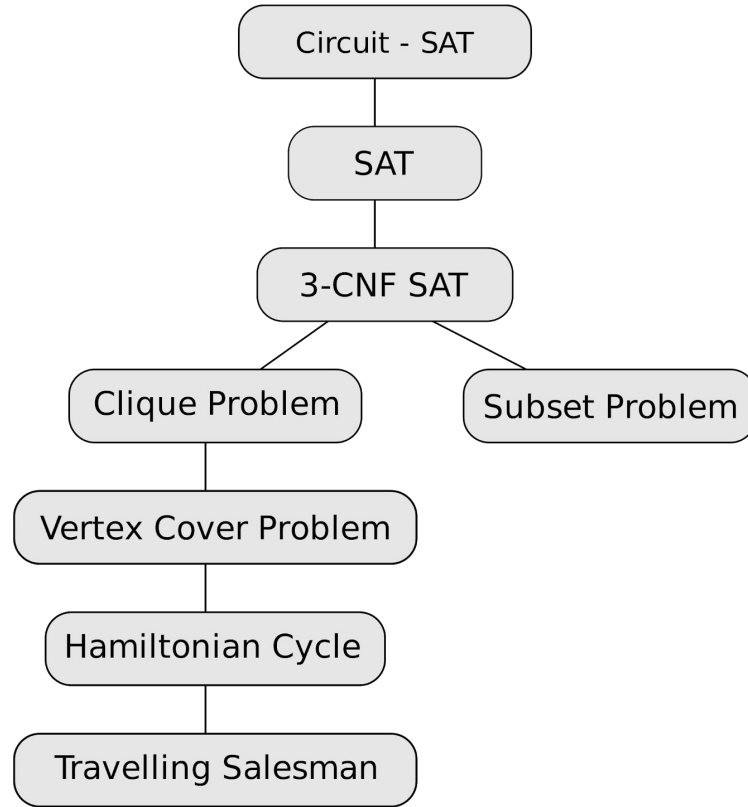 Circuit - SAT
SAT
3-CNF SAT
Clique Problem
Subset Problem
Vertex Cover Problem
Hamiltonian Cycle
Travelling Salesman